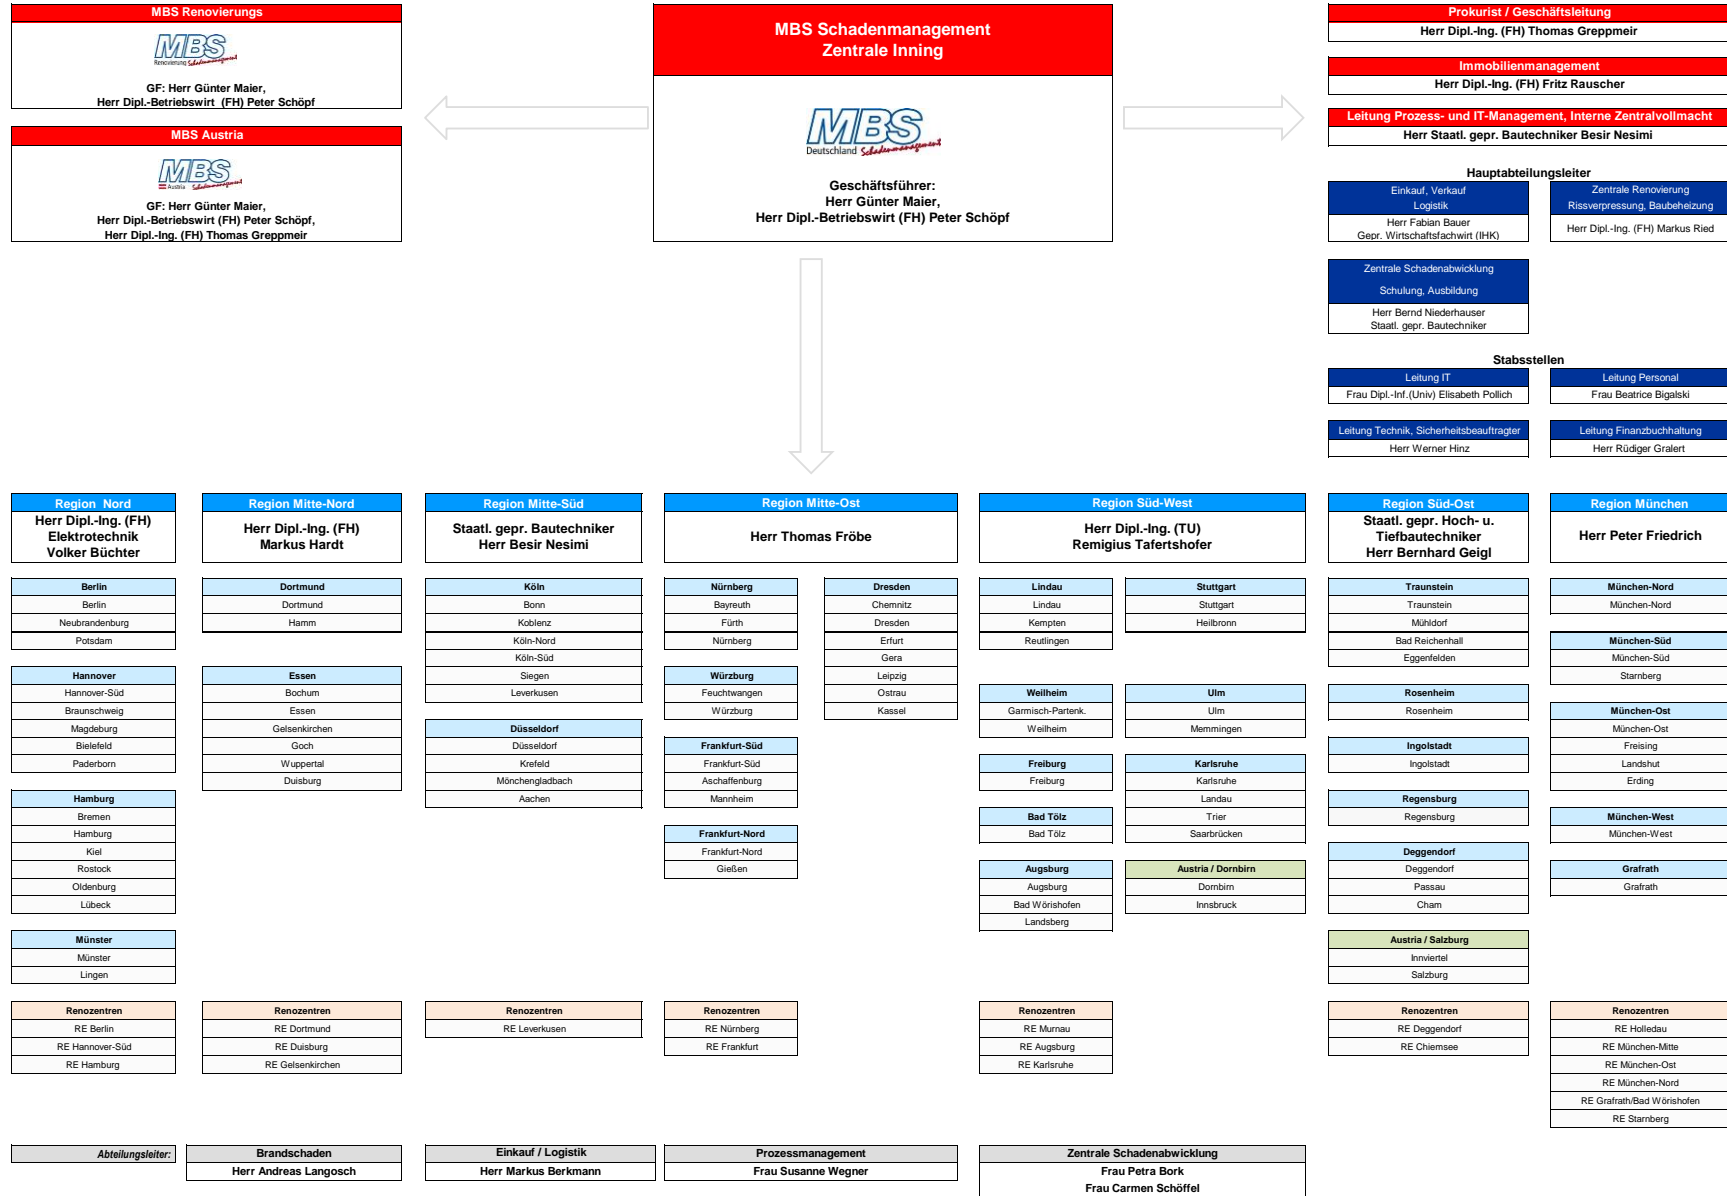 MBS Renovierungs
MBS
Renovierung Schadenmanagement
GF: Herr Günter Maier,
Herr Dipl.-Betriebswirt (FH) Peter Schöpf
MBS Austria
MBS
Austria Schadenmanagement
GF: Herr Günter Maier,
Herr Dipl.-Betriebswirt (FH) Peter Schöpf,
Herr Dipl.-Ing. (FH) Thomas Greppmeir
MBS Schadenmanagement
Zentrale Inning
MBS
Deutschland Schadenmanagement
Geschäftsführer:
Herr Günter Maier,
Herr Dipl.-Betriebswirt (FH) Peter Schöpf
Prokurist / Geschäftsleitung
Herr Dipl.-Ing. (FH) Thomas Greppmeir
Immobilienmanagement
Herr Dipl.-Ing. (FH) Fritz Rauscher
Leitung Prozess- und IT-Management, Interne Zentralvollmacht
Herr Staatl. gepr. Bautechniker Besir Nesimi
Hauptabteilungsleiter
Einkauf, Verkauf
Logistik
Herr Fabian Bauer
Gepr. Wirtschaftsfachwirt (IHK)
Zentrale Renovierung
Rissverpressung, Baubeheizung
Herr Dipl.-Ing. (FH) Markus Ried
Zentrale Schadenabwicklung
Schulung, Ausbildung
Herr Bernd Niederhauser
Staatl. gepr. Bautechniker
Stabsstellen
Leitung IT
Frau Dipl.-Inf.(Univ) Elisabeth Pollich
Leitung Personal
Frau Beatrice Bigalski
Leitung Technik, Sicherheitsbeauftragter
Herr Werner Hinz
Leitung Finanzbuchhaltung
Herr Rüdiger Gralert
Region  Nord
Herr Dipl.-Ing. (FH)
Elektrotechnik
Volker Büchter
Berlin
Berlin
Neubrandenburg
Potsdam
Hannover
Hannover-Süd
Braunschweig
Magdeburg
Bielefeld
Paderborn
Hamburg
Bremen
Hamburg
Kiel
Rostock
Oldenburg
Lübeck
Münster
Münster
Lingen
Renozentren
RE Berlin
RE Hannover-Süd
RE Hamburg
Region Mitte-Nord
Herr Dipl.-Ing. (FH)
Markus Hardt
Dortmund
Dortmund
Hamm
Essen
Bochum
Essen
Gelsenkirchen
Goch
Wuppertal
Duisburg
Renozentren
RE Dortmund
RE Duisburg
RE Gelsenkirchen
Region Mitte-Süd
Staatl. gepr. Bautechniker
Herr Besir Nesimi
Köln
Bonn
Koblenz
Köln-Nord
Köln-Süd
Siegen
Leverkusen
Düsseldorf
Düsseldorf
Krefeld
Mönchengladbach
Aachen
Renozentren
RE Leverkusen
Region Mitte-Ost
Herr Thomas Fröbe
Nürnberg
Bayreuth
Fürth
Nürnberg
Würzburg
Feuchtwangen
Würzburg
Frankfurt-Süd
Frankfurt-Süd
Aschaffenburg
Mannheim
Frankfurt-Nord
Frankfurt-Nord
Gießen
Dresden
Chemnitz
Dresden
Erfurt
Gera
Leipzig
Ostrau
Kassel
Renozentren
RE Nürnberg
RE Frankfurt
Region Süd-West
Herr Dipl.-Ing. (TU)
Remigius Tafertshofer
Lindau
Lindau
Kempten
Reutlingen
Weilheim
Garmisch-Partenk.
Weilheim
Freiburg
Freiburg
Bad Tölz
Bad Tölz
Augsburg
Augsburg
Bad Wörishofen
Landsberg
Stuttgart
Stuttgart
Heilbronn
Ulm
Ulm
Memmingen
Karlsruhe
Karlsruhe
Landau
Trier
Saarbrücken
Austria / Dornbirn
Dornbirn
Innsbruck
Renozentren
RE Murnau
RE Augsburg
RE Karlsruhe
Region Süd-Ost
Staatl. gepr. Hoch- u.
Tiefbautechniker
Herr Bernhard Geigl
Traunstein
Traunstein
Mühldorf
Bad Reichenhall
Eggenfelden
Rosenheim
Rosenheim
Ingolstadt
Ingolstadt
Regensburg
Regensburg
Deggendorf
Deggendorf
Passau
Cham
Austria / Salzburg
Innviertel
Salzburg
Renozentren
RE Deggendorf
RE Chiemsee
Region München
Herr Peter Friedrich
München-Nord
München-Nord
München-Süd
München-Süd
Starnberg
München-Ost
München-Ost
Freising
Landshut
Erding
München-West
München-West
Grafrath
Grafrath
Renozentren
RE Holledau
RE München-Mitte
RE München-Ost
RE München-Nord
RE Grafrath/Bad Wörishofen
RE Starnberg
Abteilungsleiter:
Brandschaden
Herr Andreas Langosch
Einkauf / Logistik
Herr Markus Berkmann
Prozessmanagement
Frau Susanne Wegner
Zentrale Schadenabwicklung
Frau Petra Bork
Frau Carmen Schöffel